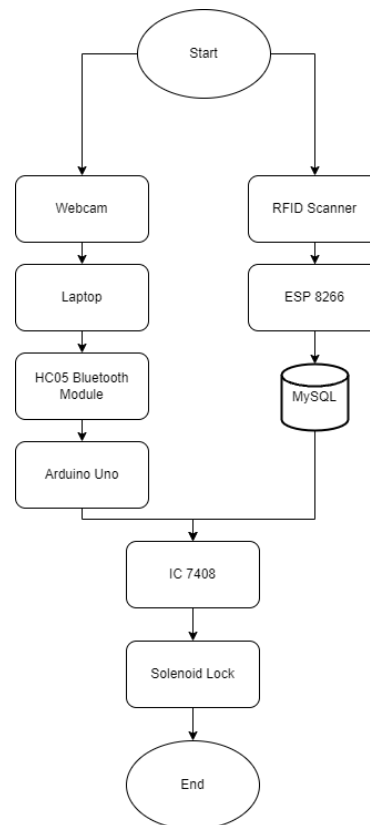 Start
Webcam
RFID Scanner
Laptop
ESP 8266
HC05 Bluetooth
Module
MySQL
Arduino Uno
IC 7408
Solenoid Lock
End